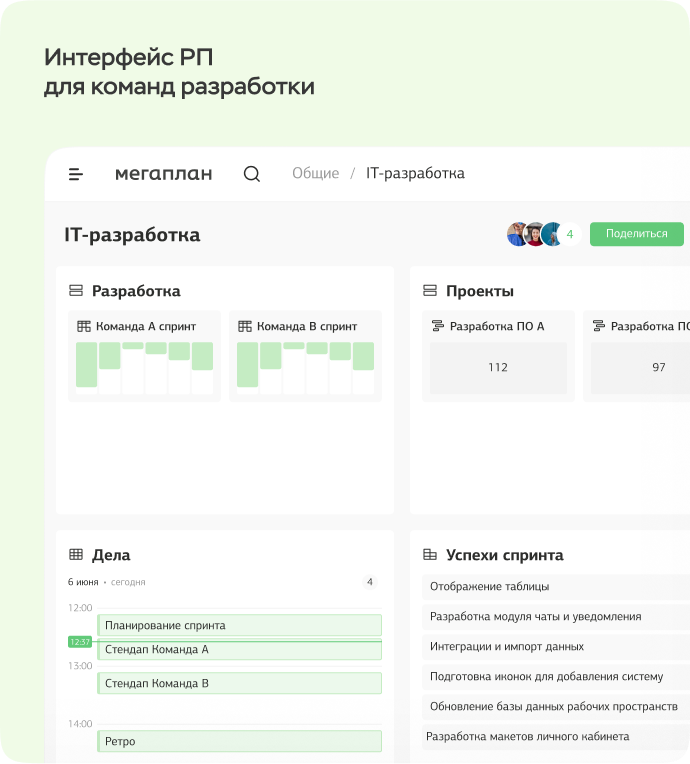 Интерфейс РП
для команд разработки
мегаплан
Общие / IT-разработка
IT-разработка
4
Поделиться
Разработка
Команда А спринт
Команда В спринт
Проекты
Разработка ПО А
Разработка ПО
112
97
Дела
6 июня • сегодня
4
12:00
Планирование спринта
12:37
Стендап Команда А
13:00
Стендап Команда В
14:00
Ретро
Успехи спринта
Отображение таблицы
Разработка модуля чаты и уведомления
Интеграции и импорт данных
Подготовка иконок для добавления систему
Обновление базы данных рабочих пространств
Разработка макетов личного кабинета